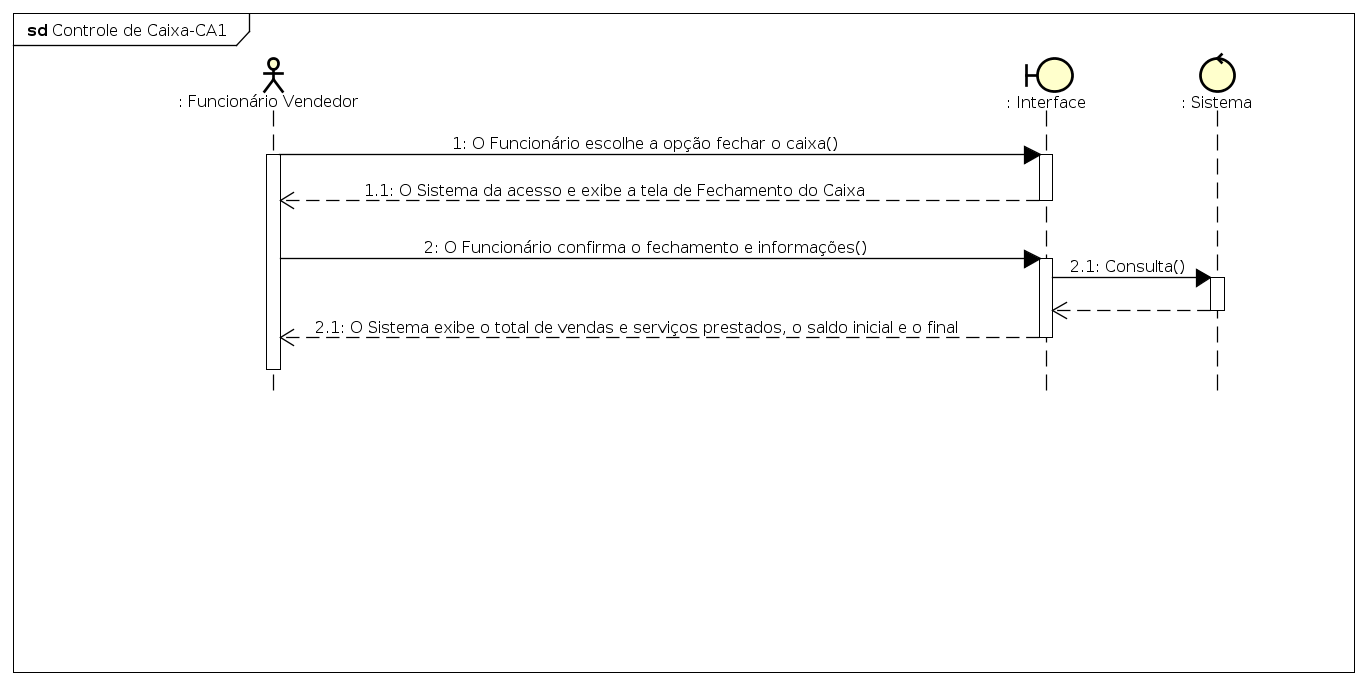 sd Controle de Caixa-CA1
: Funcionário Vendedor
: Interface
: Sistema
1: O Funcionário escolhe a opção fechar o caixa()
1.1: O Sistema da acesso e exibe a tela de Fechamento do Caixa
2: O Funcionário confirma o fechamento e informações()
2.1: Consulta()
2.1: O Sistema exibe o total de vendas e serviços prestados, o saldo inicial e o final